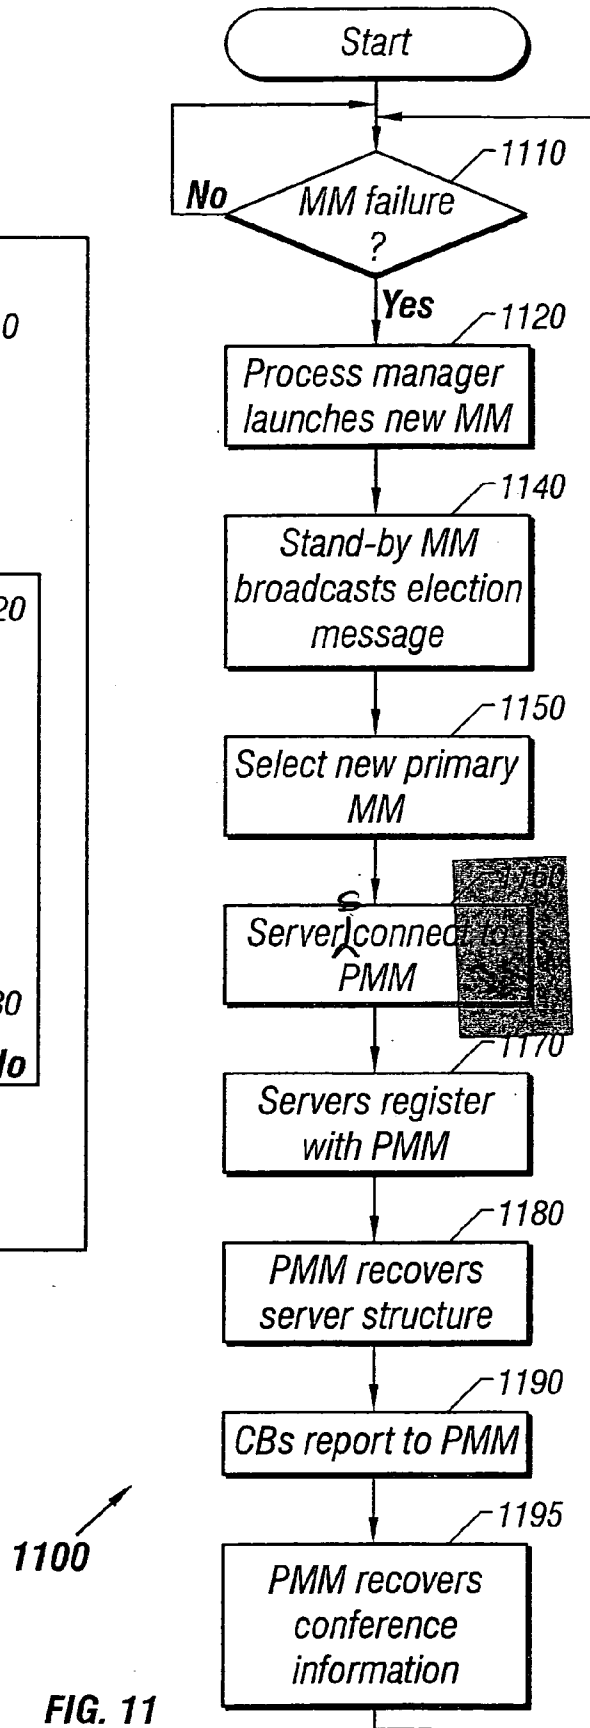 Start
1110
No
MM failure
?
Yes
1120
Process manager
launches new MM
1140
Stand-by MM
broadcasts election
message
1150
Select new primary
MM
1160
s
Server connect to
PMM
1170
Servers register
with PMM
1180
PMM recovers
server structure
1190
CBs report to PMM
1195
PMM recovers
conference
information
1100
FIG. 11
0
20
30